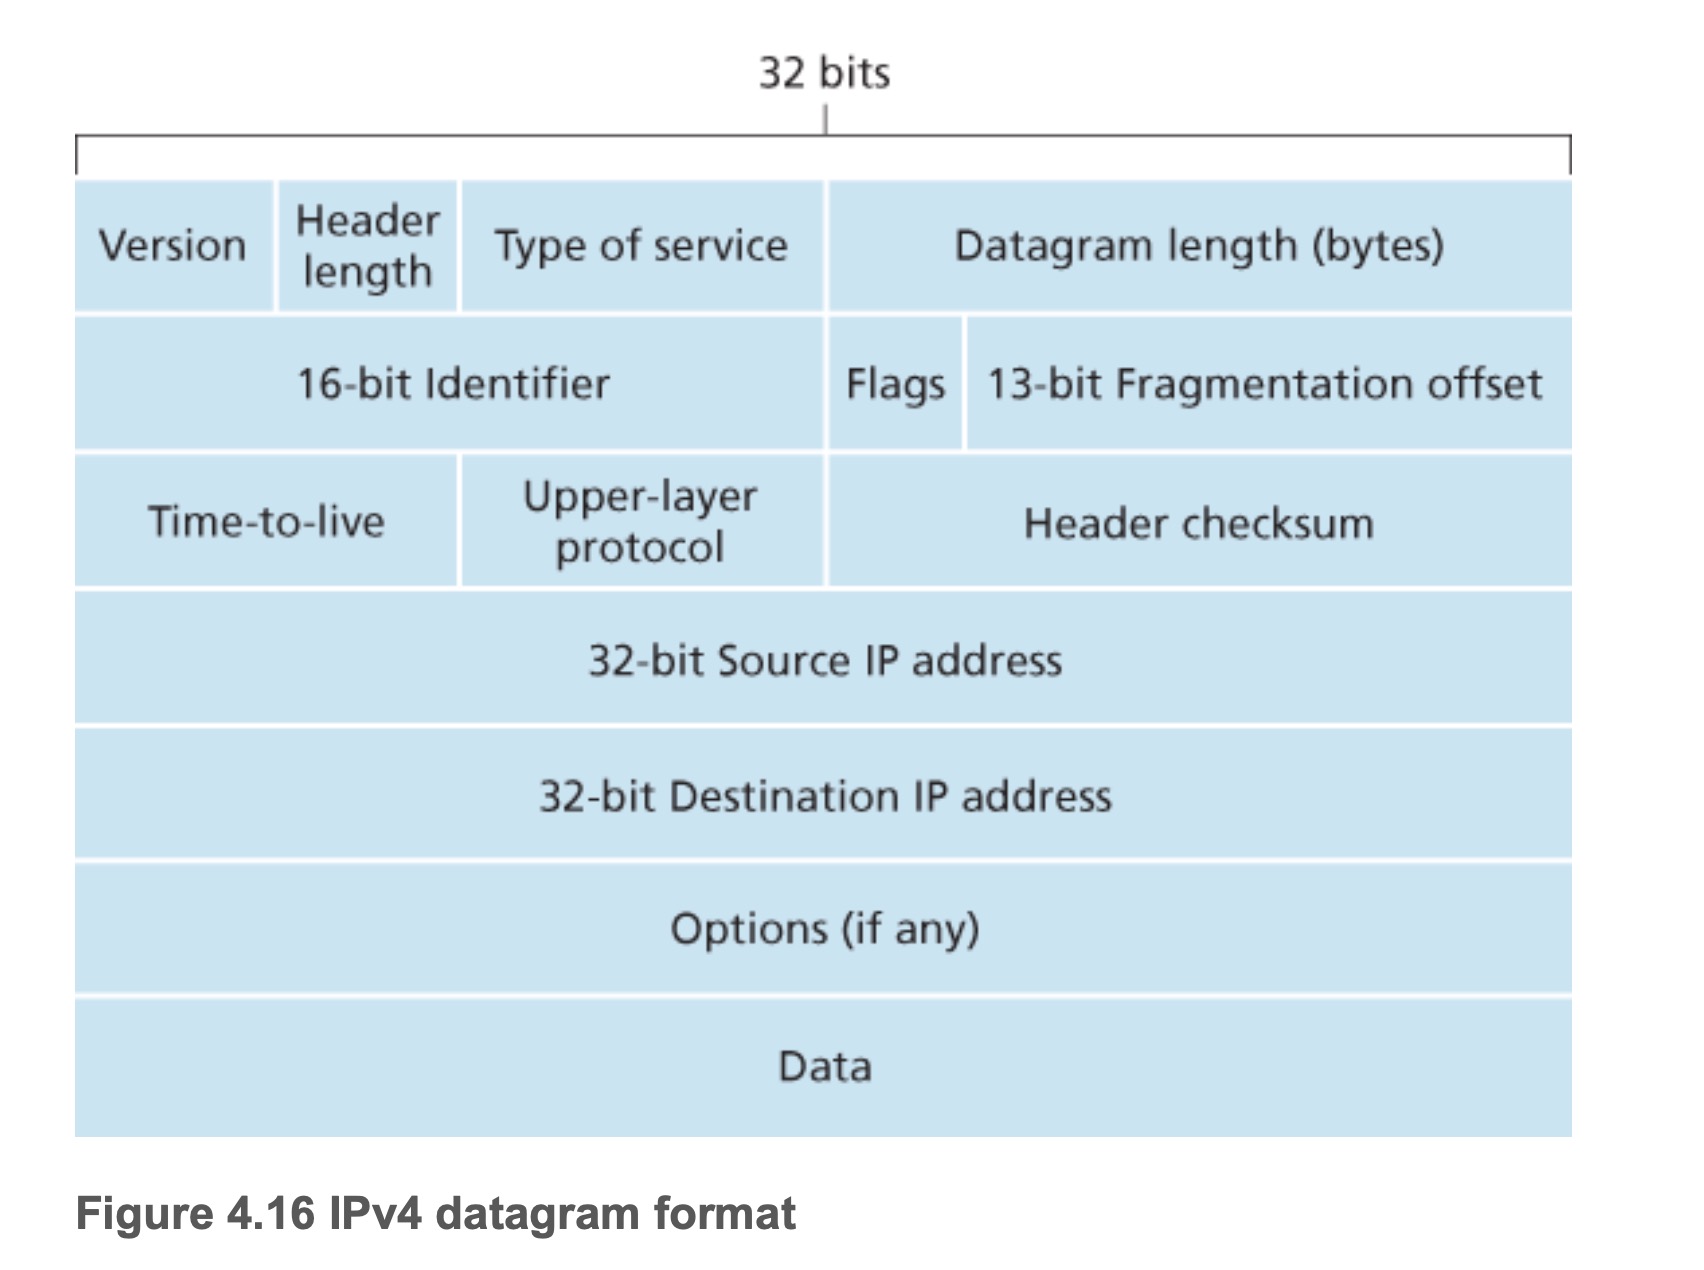 32 bits
Version
Header
length
Type of service
Datagram length (bytes)
16-bit Identifier
Flags
13-bit Fragmentation offset
Time-to-live
Upper-layer
protocol
Header checksum
32-bit Source IP address
32-bit Destination IP address
Options (if any)
Data
Figure 4.16 IPv4 datagram format